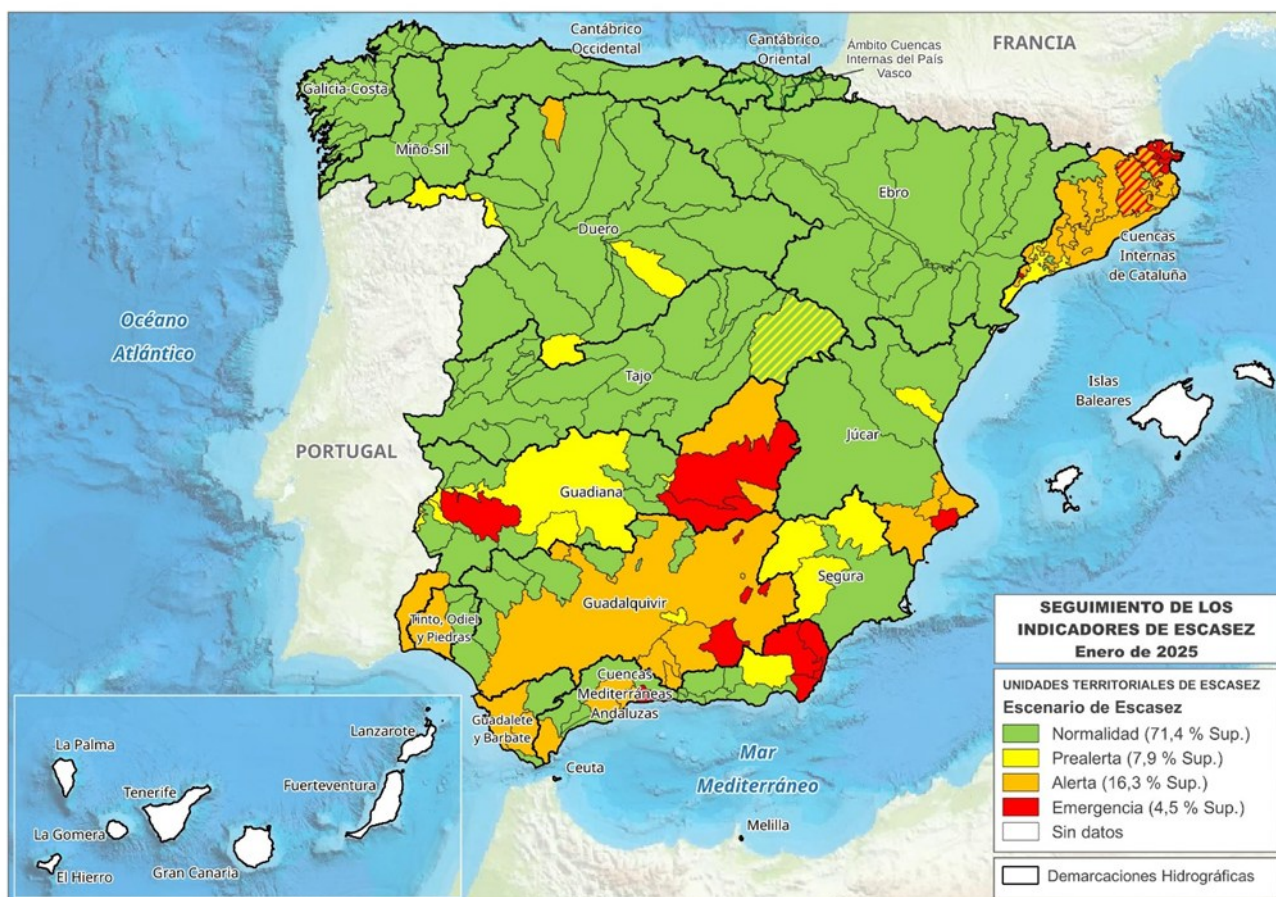 Cantábrico
Occidental
Cantábrico
Oriental
Ámbito Cuencas
Internas del País
Vasco
FRANCIA
Galicia-Costa
Miño-Sil
Ebro
Duero
Cuencas
Internas
de Cataluña
Océano
Atlántico
Tajo
Islas
Baleares
PORTUGAL
Júcar
Guadiana
Segura
Guadalquivir
Tinto, Odiel
y Piedras
Cuencas
Mediterráneas
Andaluzas
Guadalete
y Barbate
Ceuta
Mar
Mediterráneo
Melilla
La Palma
Lanzarote
Fuerteventura
Tenerife
La Gomera
El Hierro
Gran Canaria
SEGUIMIENTO DE LOS
INDICADORES DE ESCASEZ
Enero de 2025
UNIDADES TERRITORIALES DE ESCASEZ
Escenario de Escasez
Normalidad (71,4 % Sup.)
Prealerta (7,9 % Sup.)
Alerta (16,3 % Sup.)
Emergencia (4,5 % Sup.)
Sin datos
Demarcaciones Hidrográficas